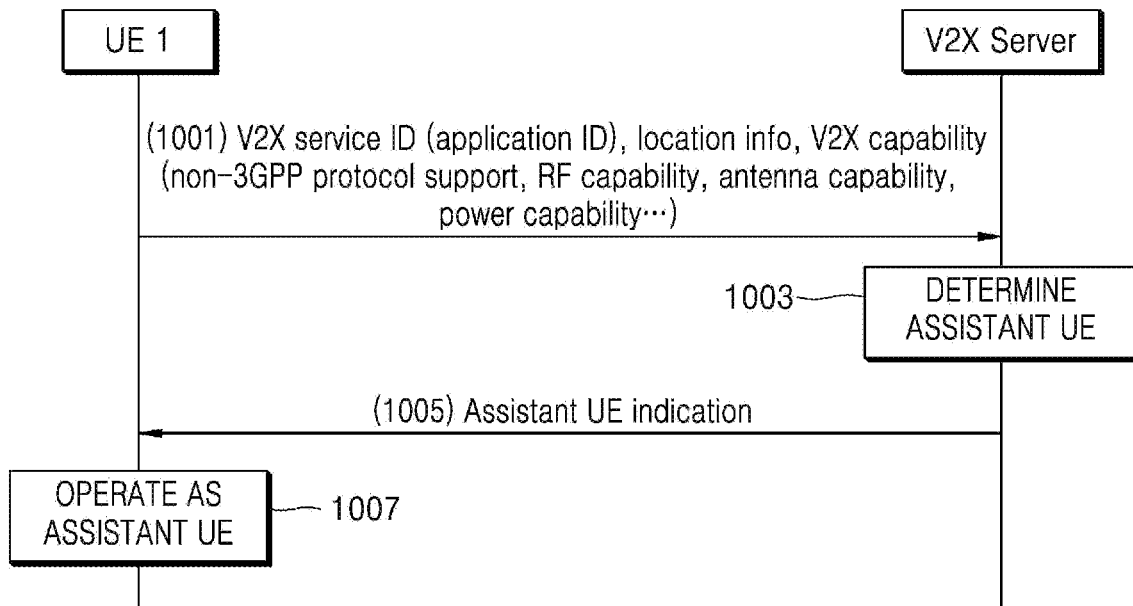 UE 1
V2X Server
(1001) V2X service ID (application ID), location info, V2X capability
(non-3GPP protocol support, RF capability, antenna capability,
power capability⋯)
1003
DETERMINE
ASSISTANT UE
(1005) Assistant UE indication
OPERATE AS
ASSISTANT UE
1007